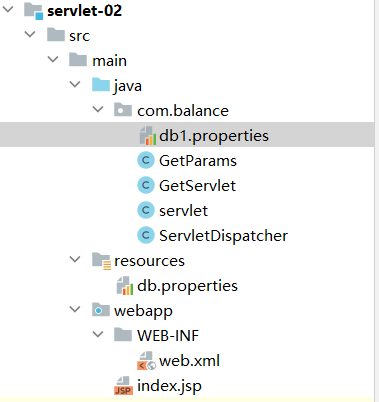 servlet-02
src
main
java
com.balance
db1.properties
GetParams
GetServlet
servlet
ServletDispatcher
resources
db.properties
webapp
WEB-INF
web.xml
JSP index.jsp